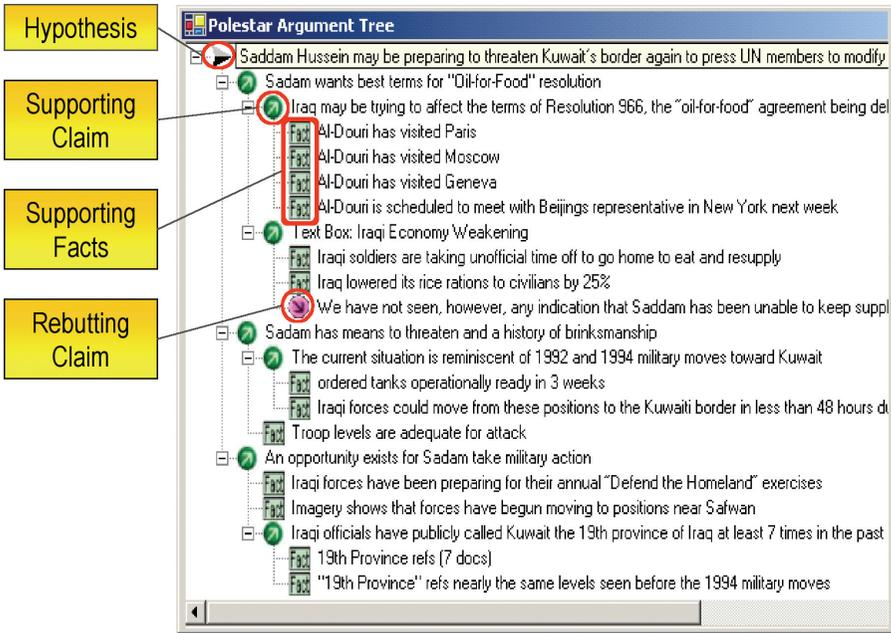 Hypothesis
Supporting
Claim
Supporting
Facts
Rebutting
Claim
Polestar Argument Tree
Saddam Hussein may be preparing to threaten Kuwait's border again to press UN members to modify
Sadam wants best terms for "Oil-for-Food" resolution
Iraq may be trying to affect the terms of Resolution 966, the "oil-for-food" agreement being del
Fact Al-Douri has visited Paris
Fact Al-Douri has visited Moscow
Fact Al-Douri has visited Geneva
Fact Al-Douri is scheduled to meet with Beijings representative in New York next week
Text Box: Iraqi Economy Weakening
Fact Iraqi soldiers are taking unofficial time off to go home to eat and resupply
Fact Iraq lowered its rice rations to civilians by 25%
We have not seen, however, any indication that Saddam has been unable to keep suppl
Sadam has means to threaten and a history of brinksmanship
The current situation is reminiscent of 1992 and 1994 military moves toward Kuwait
Fact ordered tanks operationally ready in 3 weeks
Fact Iraqi forces could move from these positions to the Kuwaiti border in less than 48 hours du
Fact Troop levels are adequate for attack
An opportunity exists for Sadam take military action
Fact Iraqi forces have been preparing for their annual "Defend the Homeland" exercises
Fact Imagery shows that forces have begun moving to positions near Safwan
Iraqi officials have publicly called Kuwait the 19th province of Iraq at least 7 times in the past
Fact 19th Province refs (7 docs)
Fact "19th Province" refs nearly the same levels seen before the 1994 military moves